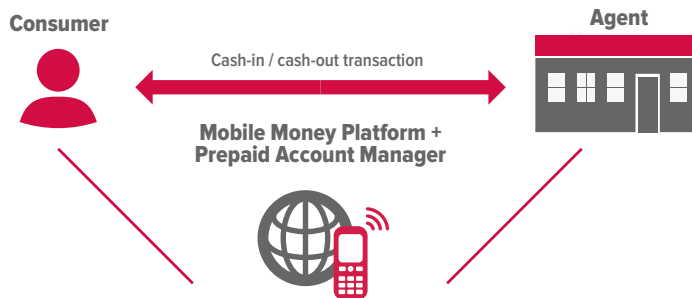 Consumer
Agent
Cash-in / cash-out transaction
Mobile Money Platform +
Prepaid Account Manager